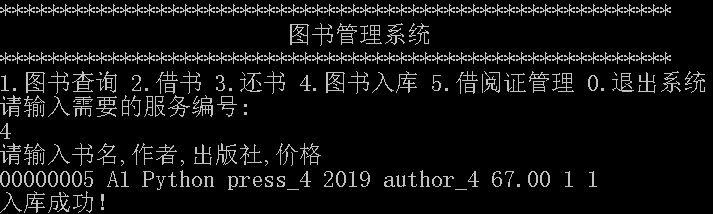 ************************************************************
图书管理系统
************************************************************
1.图书查询 2.借书 3.还书 4.图书入库 5.借阅证管理 0.退出系统
请输入需要的服务编号:
4
请输入书名,作者,出版社,价格
00000005 A1 Python press_4 2019 author_4 67.00 1 1
入库成功!